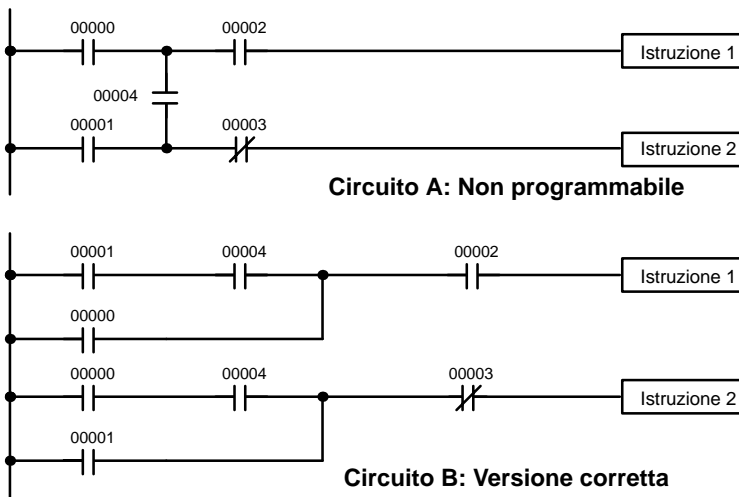 00000 00002
Istruzione 1
00004
00001 00003
Istruzione 2
Circuito A: Non programmabile
00001 00004 00002
Istruzione 1
00000
00000 00004 00003
Istruzione 2
00001
Circuito B: Versione corretta